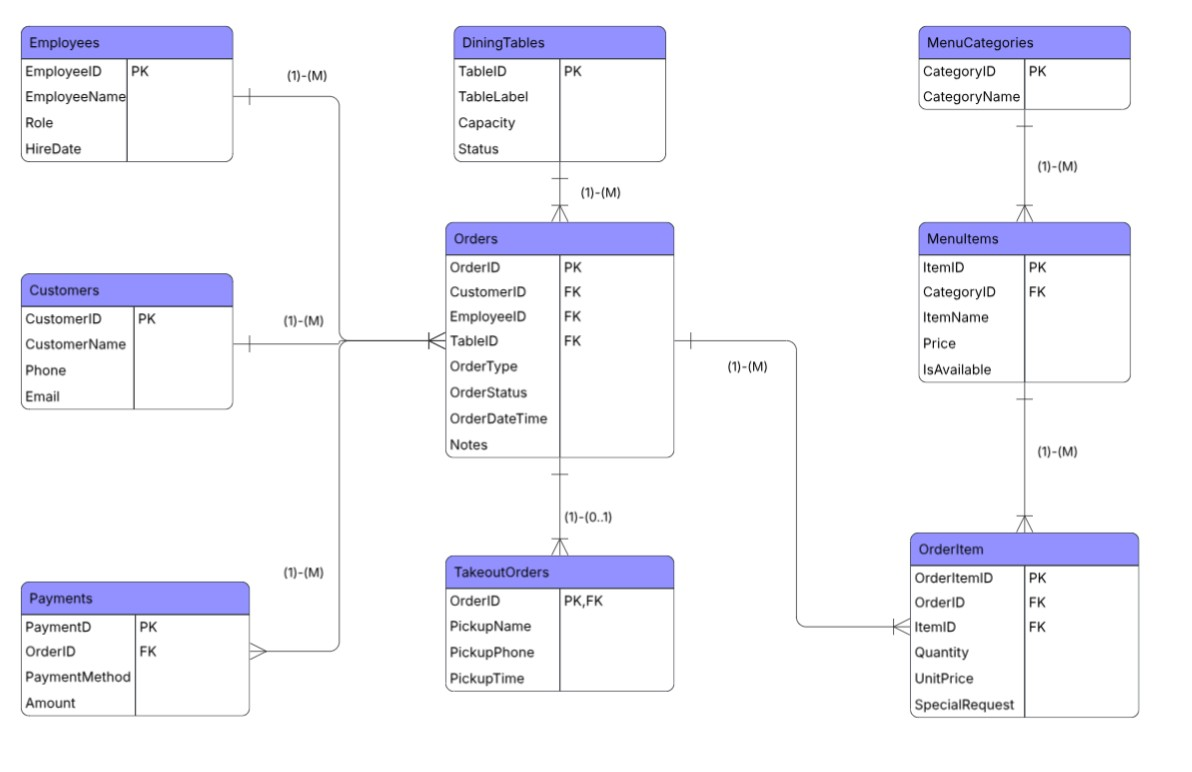 Employees
EmployeeID PK
EmployeeName
Role
HireDate
(1)-(M)
DiningTables
TableID PK
TableLabel
Capacity
Status
(1)-(M)
MenuCategories
CategoryID PK
CategoryName
(1)-(M)
Customers
CustomerID PK
CustomerName
Phone
Email
(1)-(M)
Orders
OrderID PK
CustomerID FK
EmployeeID FK
TableID FK
OrderType
OrderStatus
OrderDateTime
Notes
(1)-(M)
MenuItems
ItemID PK
CategoryID FK
ItemName
Price
IsAvailable
(1)-(M)
(1)-(0..1)
(1)-(M)
Payments
PaymentD PK
OrderID FK
PaymentMethod
Amount
TakeoutOrders
OrderID PK,FK
PickupName
PickupPhone
PickupTime
OrderItem
OrderItemID PK
OrderID FK
ItemID FK
Quantity
UnitPrice
SpecialRequest